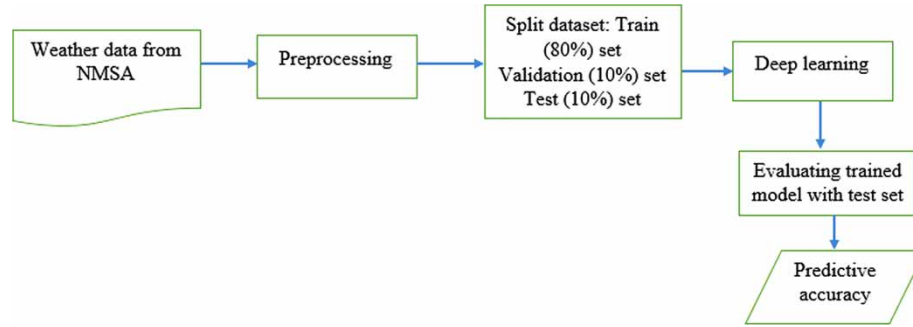 Weather data from
NMSA
Preprocessing
Split dataset: Train
(80%) set
Validation (10%) set
Test (10%) set
Deep learning
Evaluating trained
model with test set
Predictive
accuracy